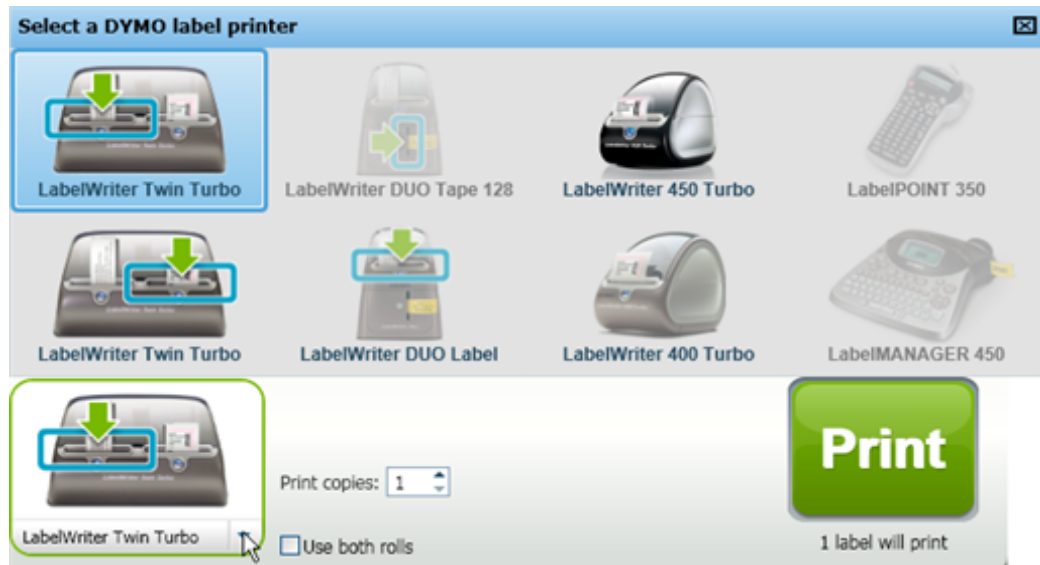 Select a DYMO label printer
LabelWriter Twin Turbo
LabelWriter DUO Tape 128
LabelWriter 450 Turbo
LabelPOINT 350
LabelWriter Twin Turbo
LabelWriter DUO Label
LabelWriter 400 Turbo
LabelMANAGER 450
LabelWriter Twin Turbo
Print copies: 1
Use both rolls
Print
1 label will print